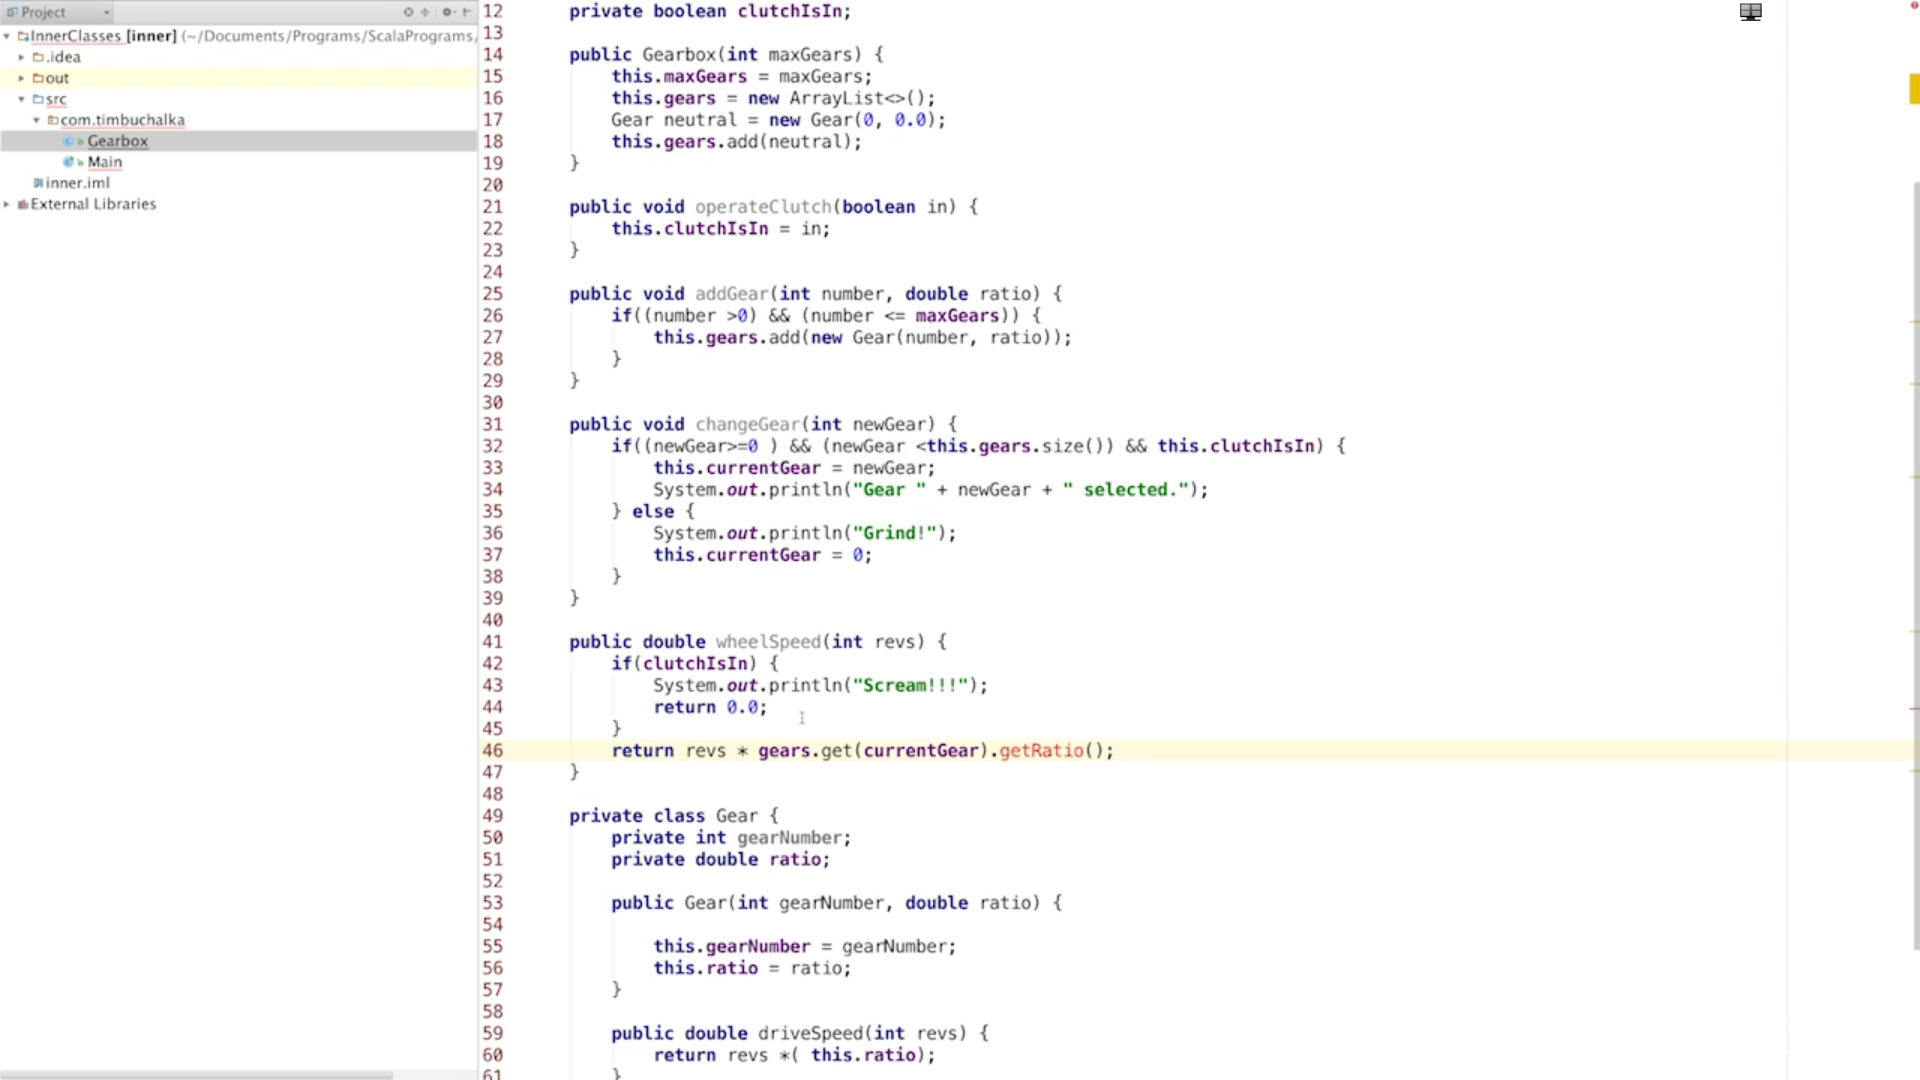 Project
InnerClasses [inner] (~/Documents/Programs/ScalaPrograms/
.idea
out
src
com.timbuchalka
Gearbox
Main
inner.iml
External Libraries
12 private boolean clutchIsIn;
13
14 public Gearbox(int maxGears) {
15 this.maxGears = maxGears;
16 this.gears = new ArrayList<>();
17 Gear neutral = new Gear(0, 0.0);
18 this.gears.add(neutral);
19 }
20
21 public void operateClutch(boolean in) {
22 this.clutchIsIn = in;
23 }
24
25 public void addGear(int number, double ratio) {
26 if((number >0) && (number <= maxGears)) {
27 this.gears.add(new Gear(number, ratio));
28 }
29 }
30
31 public void changeGear(int newGear) {
32 if((newGear>=0 ) && (newGear <this.gears.size()) && this.clutchIsIn) {
33 this.currentGear = newGear;
34 System.out.println("Gear " + newGear + " selected.");
35 } else {
36 System.out.println("Grind!");
37 this.currentGear = 0;
38 }
39 }
40
41 public double wheelSpeed(int revs) {
42 if(clutchIsIn) {
43 System.out.println("Scream!!!");
44 return 0.0;
45 }
46 return revs * gears.get(currentGear).getRatio();
47 }
48
49 private class Gear {
50 private int gearNumber;
51 private double ratio;
52
53 public Gear(int gearNumber, double ratio) {
54
55 this.gearNumber = gearNumber;
56 this.ratio = ratio;
57 }
58
59 public double driveSpeed(int revs) {
60 return revs *( this.ratio);
61 }